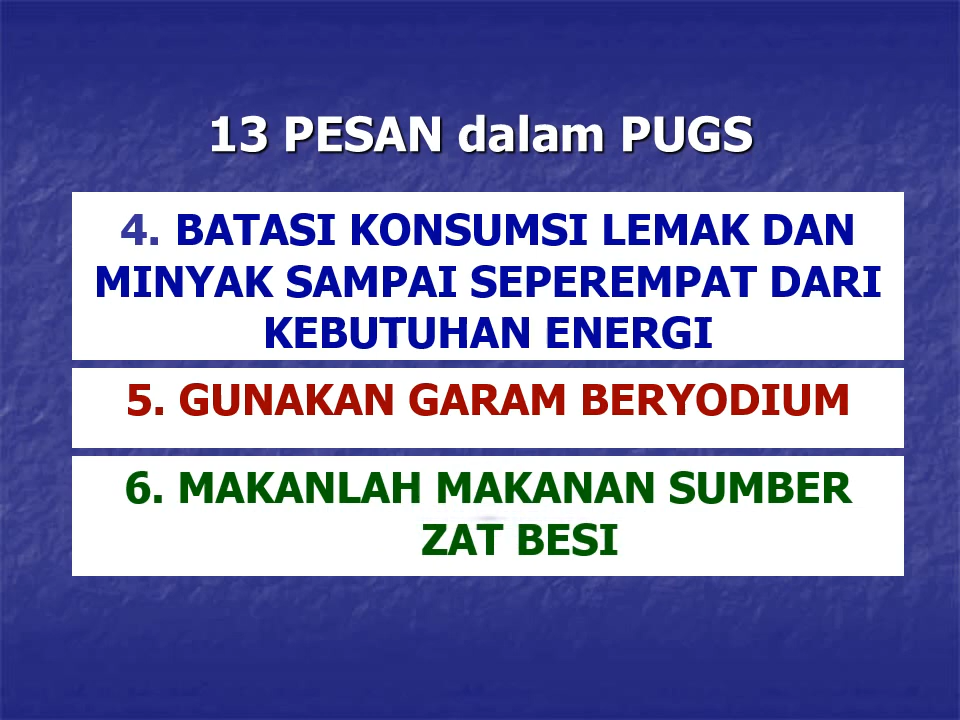 13 PESAN dalam PUGS
4. BATASI KONSUMSI LEMAK DAN
MINYAK SAMPAI SEPEREMPAT DARI
KEBUTUHAN ENERGI
5. GUNAKAN GARAM BERYODIUM
6. MAKANLAH MAKANAN SUMBER
ZAT BESI